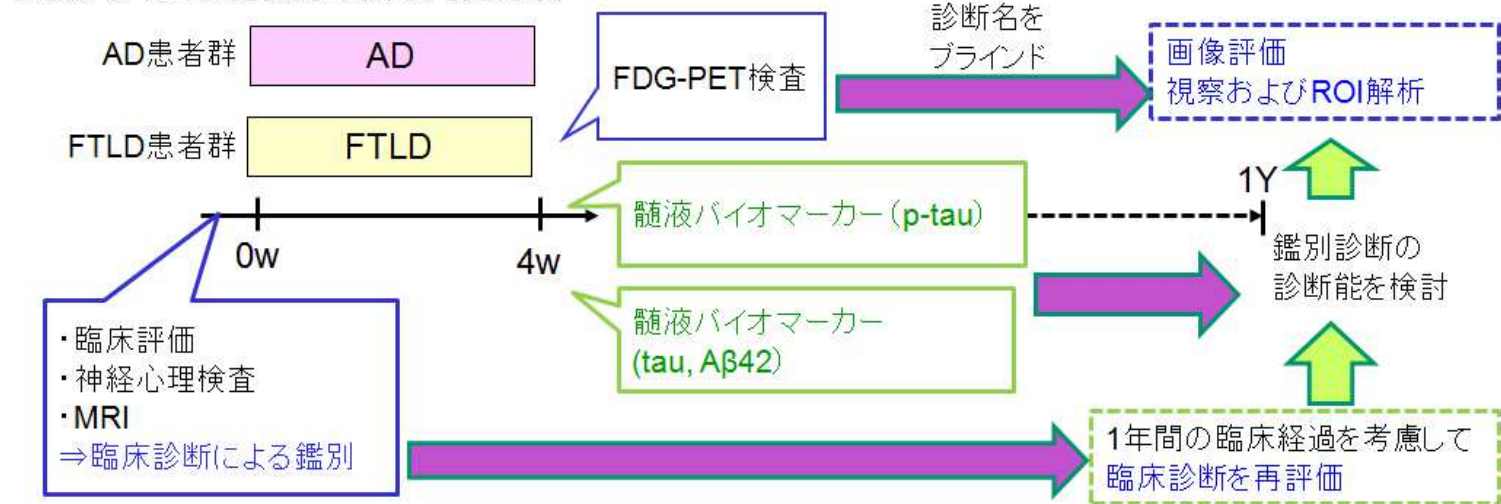 診断名を
ブラインド
AD患者群
AD
FDG-PET検査
画像評価
視察およびROI解析
FTLD患者群
FTLD
1Y
髄液バイオマーカー(p-tau)
0w
4w
鑑別診断の
診断能を検討
髄液バイオマーカー
(tau, Aβ42)
・臨床評価
・神経心理検査
・MRI
⇒臨床診断による鑑別
1年間の臨床経過を考慮して
臨床診断を再評価